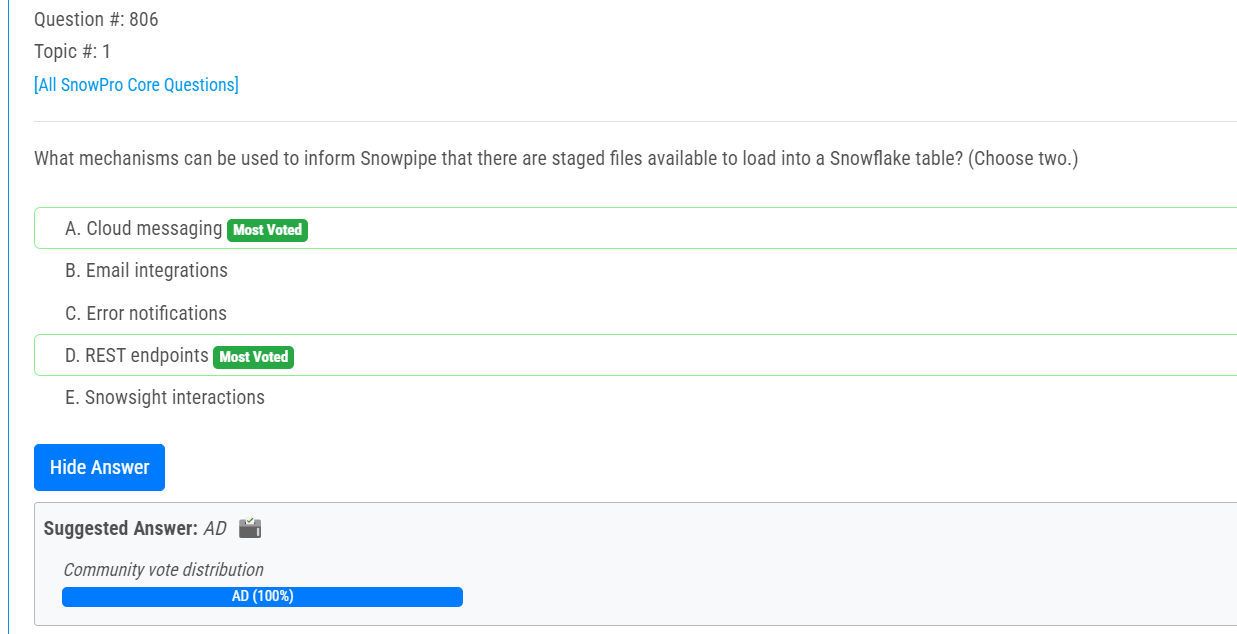 Question #: 806
Topic #: 1
[All SnowPro Core Questions]
What mechanisms can be used to inform Snowpipe that there are staged files available to load into a Snowflake table? (Choose two.)
A. Cloud messaging Most Voted
B. Email integrations
C. Error notifications
D. REST endpoints Most Voted
E. Snowsight interactions
Hide Answer
Suggested Answer: AD
Community vote distribution
AD (100%)